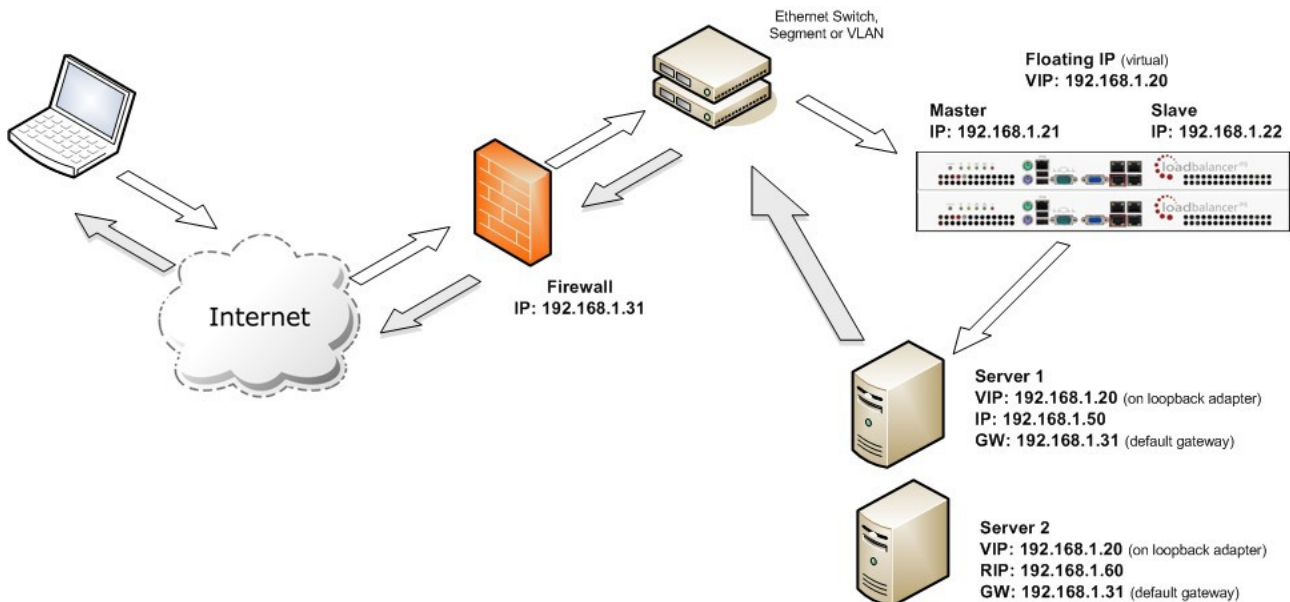 Ethernet Switch,
Segment or VLAN
Floating IP (virtual)
VIP: 192.168.1.20
Master
IP: 192.168.1.21
Slave
IP: 192.168.1.22
loadbalancer
loadbalancer
Internet
Firewall
IP: 192.168.1.31
Server 1
VIP: 192.168.1.20 (on loopback adapter)
IP: 192.168.1.50
GW: 192.168.1.31 (default gateway)
Server 2
VIP: 192.168.1.20 (on loopback adapter)
RIP: 192.168.1.60
GW: 192.168.1.31 (default gateway)